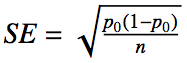 SE = √(p₀(1–p₀)/n)